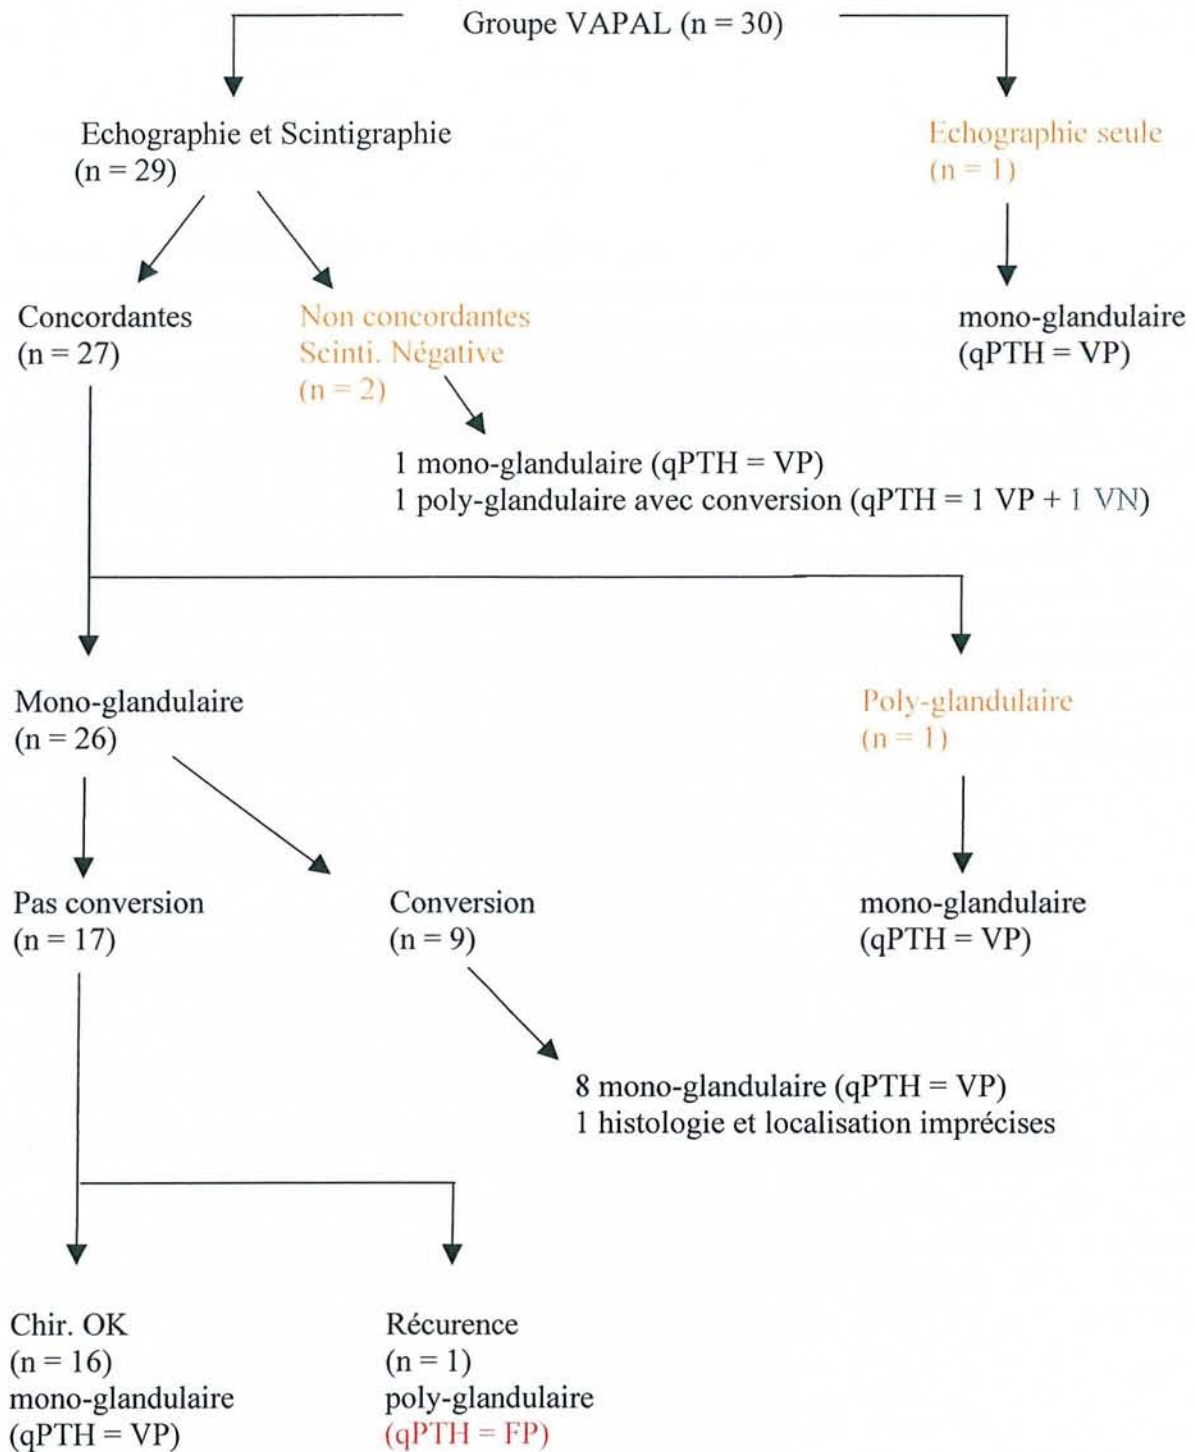 Groupe VAPAL (n = 30)
Echographie et Scintigraphie
(n = 29)
Echographie seule
(n = 1)
Concordantes
(n = 27)
Non concordantes
Scinti. Négative
(n = 2)
mono-glandulaire
(qPTH = VP)
1 mono-glandulaire (qPTH = VP)
1 poly-glandulaire avec conversion (qPTH = 1 VP + 1 VN)
Mono-glandulaire
(n = 26)
Poly-glandulaire
(n = 1)
Pas conversion
(n = 17)
Conversion
(n = 9)
mono-glandulaire
(qPTH = VP)
8 mono-glandulaire (qPTH = VP)
1 histologie et localisation imprécises
Chir. OK
(n = 16)
mono-glandulaire
(qPTH = VP)
Récurence
(n = 1)
poly-glandulaire
(qPTH = FP)